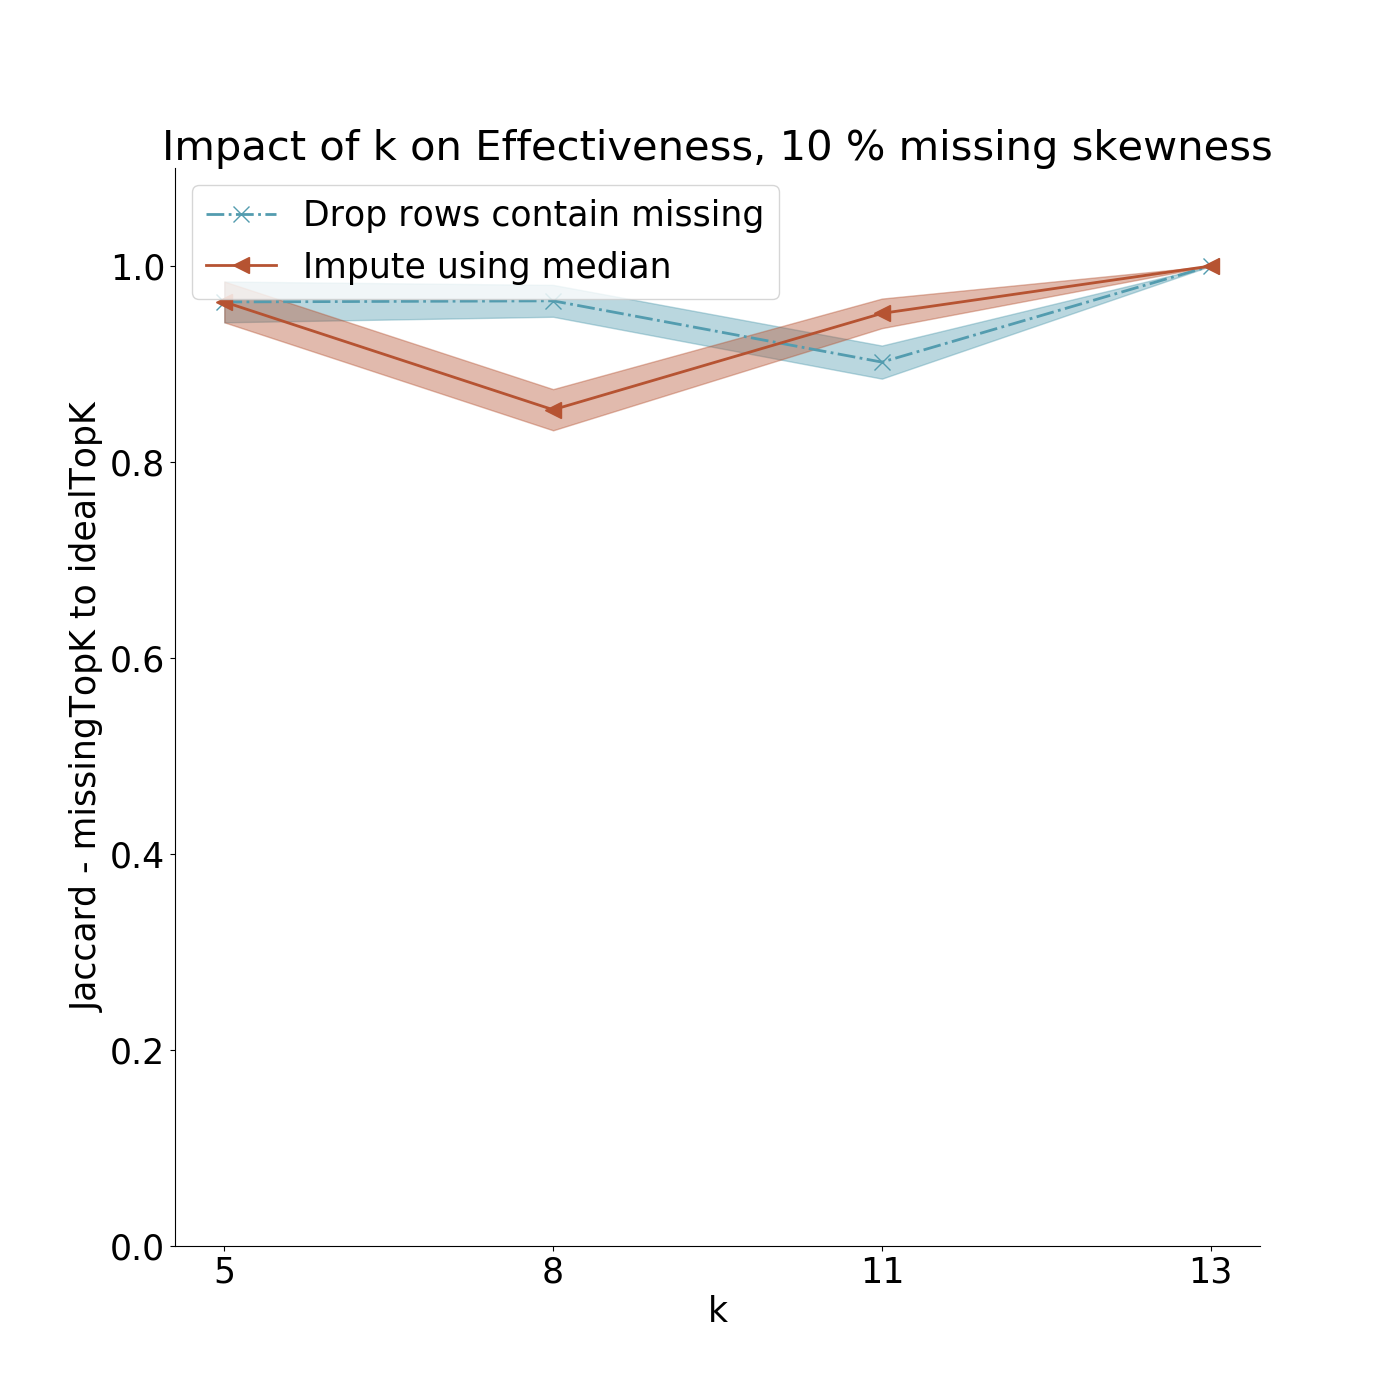 Impact of k on Effectiveness, 10 % missing skewness
Drop rows contain missing
Impute using median
Jaccard - missingTopK to idealTopK
1.0
0.8
0.6
0.4
0.2
0.0
5 8 11 13
k